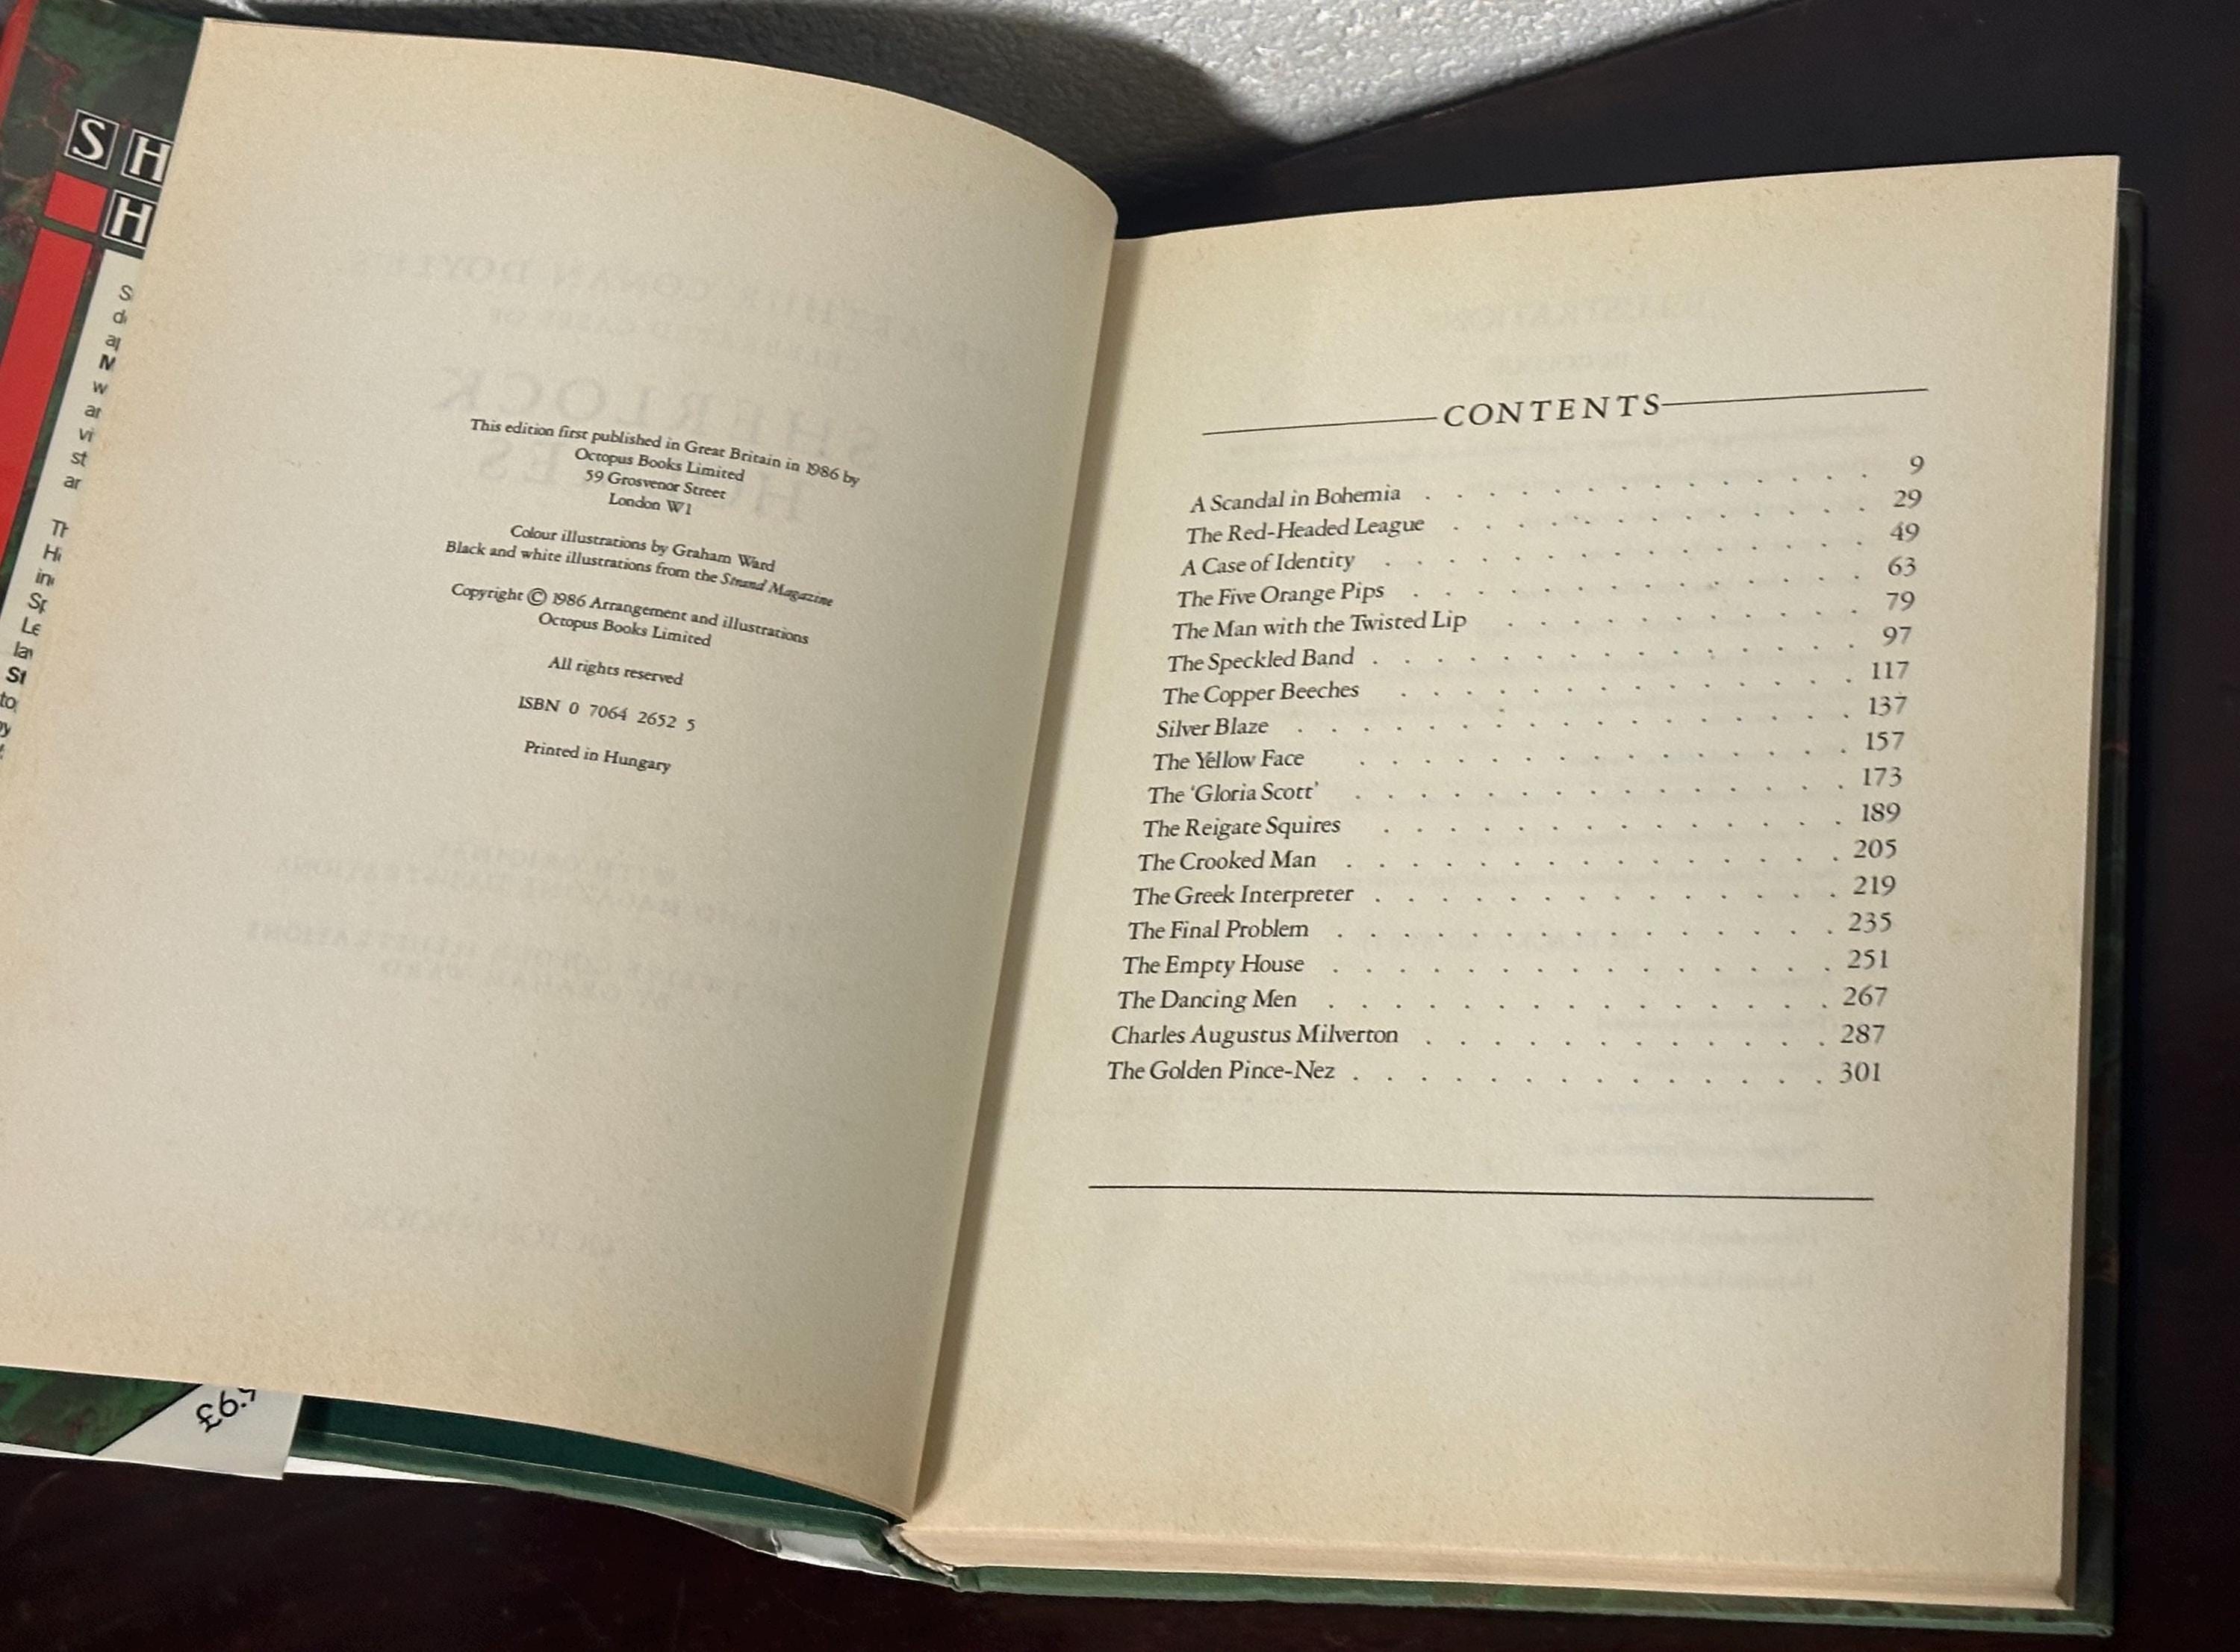 S H
H
This edition first published in Great Britain in 1986 by
Octopus Books Limited
59 Grosvenor Street
London W1
Colour illustrations by Graham Ward
Black and white illustrations from the Strand Magazine
Copyright © 1986 Arrangement and illustrations
Octopus Books Limited
All rights reserved
ISBN 0 7064 2652 5
Printed in Hungary
£6.9
CONTENTS
A Scandal in Bohemia . . . . . . . . . . . . . . 9
The Red-Headed League . . . . . . . . . . . . . 29
A Case of Identity . . . . . . . . . . . . . . . 49
The Five Orange Pips . . . . . . . . . . . . . . 63
The Man with the Twisted Lip . . . . . . . . . . . 79
The Speckled Band . . . . . . . . . . . . . . . 97
The Copper Beeches . . . . . . . . . . . . . . 117
Silver Blaze . . . . . . . . . . . . . . . . . 137
The Yellow Face . . . . . . . . . . . . . . . 157
The ‘Gloria Scott’ . . . . . . . . . . . . . . . 173
The Reigate Squires . . . . . . . . . . . . . . 189
The Crooked Man . . . . . . . . . . . . . . . 205
The Greek Interpreter . . . . . . . . . . . . . . 219
The Final Problem . . . . . . . . . . . . . . . 235
The Empty House . . . . . . . . . . . . . . . 251
The Dancing Men . . . . . . . . . . . . . . . 267
Charles Augustus Milverton . . . . . . . . . . . . 287
The Golden Pince-Nez . . . . . . . . . . . . . . 301